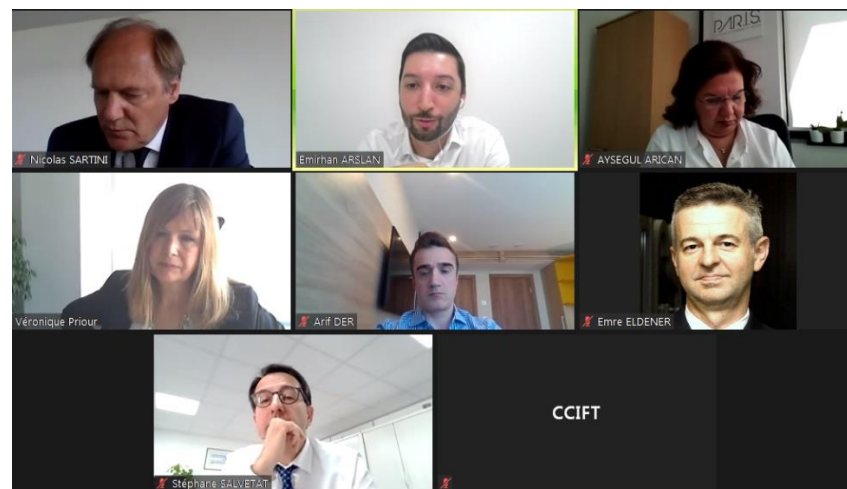 PARIS
Nicolas SARTINI
Emirhan ARSLAN
AYSEGUL ARICAN
Véronique Priour
Arif DER
Emre ELDENER
Stéphane SALVETAT
CCIFT